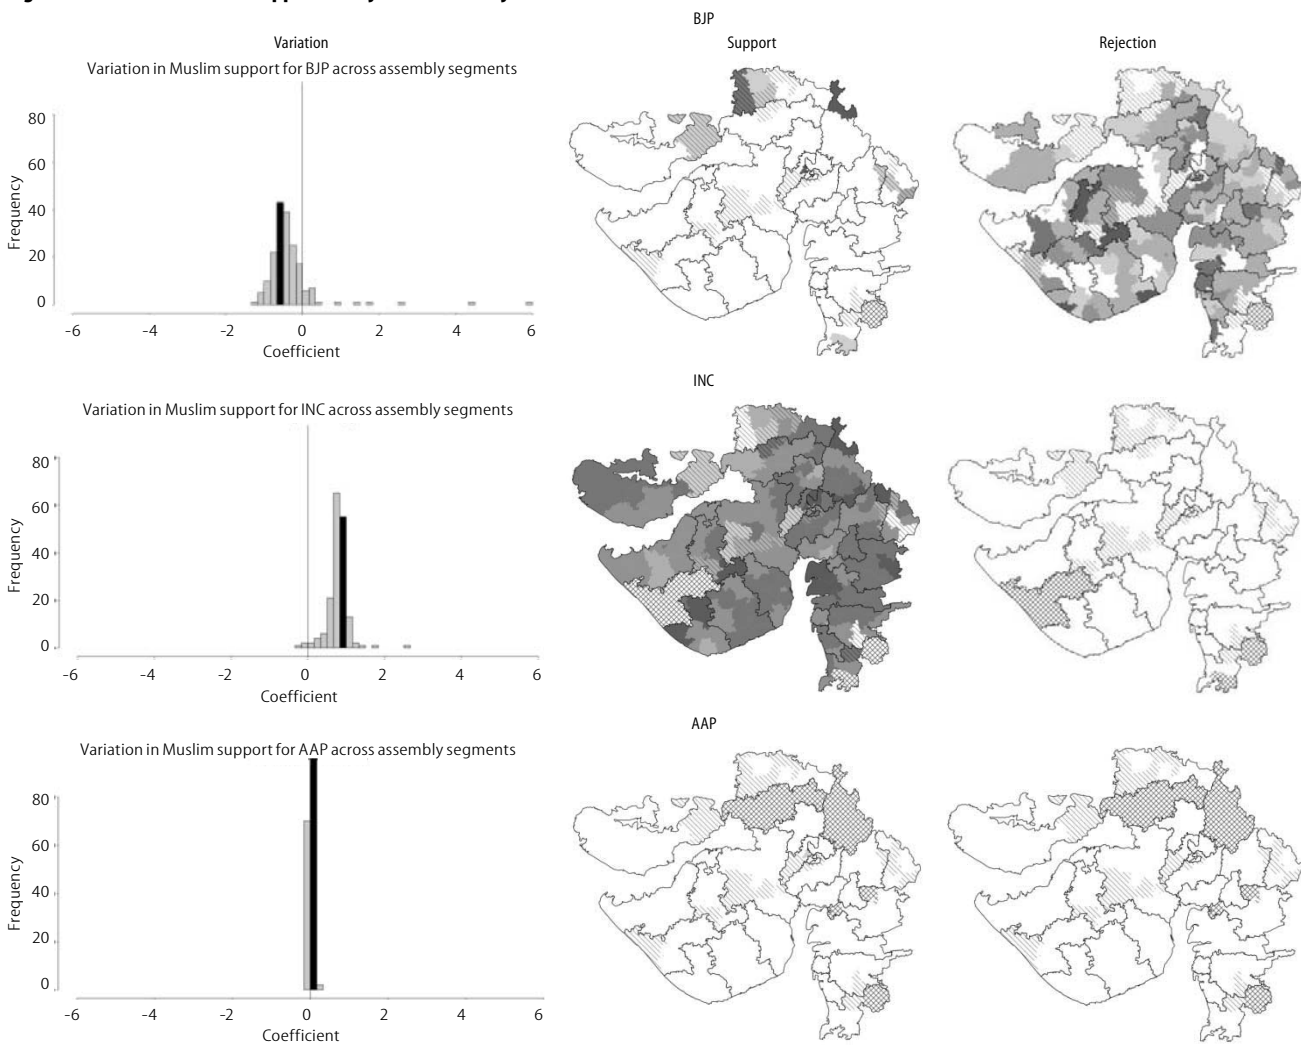 BJP
Variation
Support
Rejection
Variation in Muslim support for BJP across assembly segments
Frequency
80
60
40
20
0
-6 -4 -2 0 2 4 6
Coefficient
INC
Variation in Muslim support for INC across assembly segments
Frequency
80
60
40
20
0
-6 -4 -2 0 2 4 6
Coefficient
AAP
Variation in Muslim support for AAP across assembly segments
Frequency
80
60
40
20
0
-6 -4 -2 0 2 4 6
Coefficient